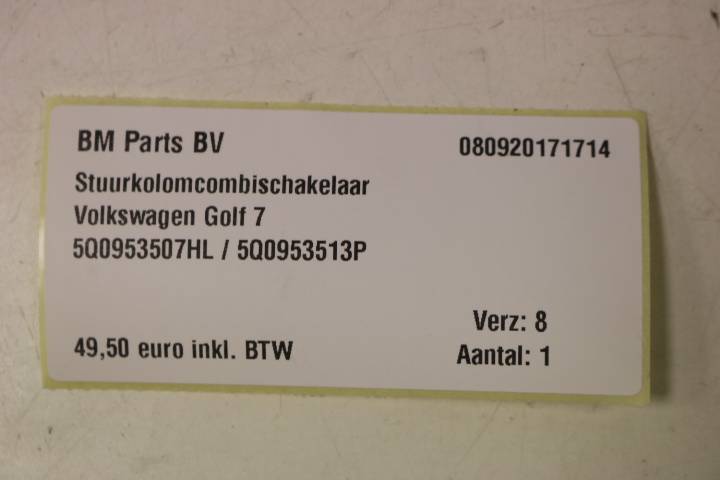 BM Parts BV 080920171714
Stuurkolomcombischakelaar
Volkswagen Golf 7
5Q0953507HL / 5Q0953513P
Verz: 8
49,50 euro inkl. BTW Aantal: 1